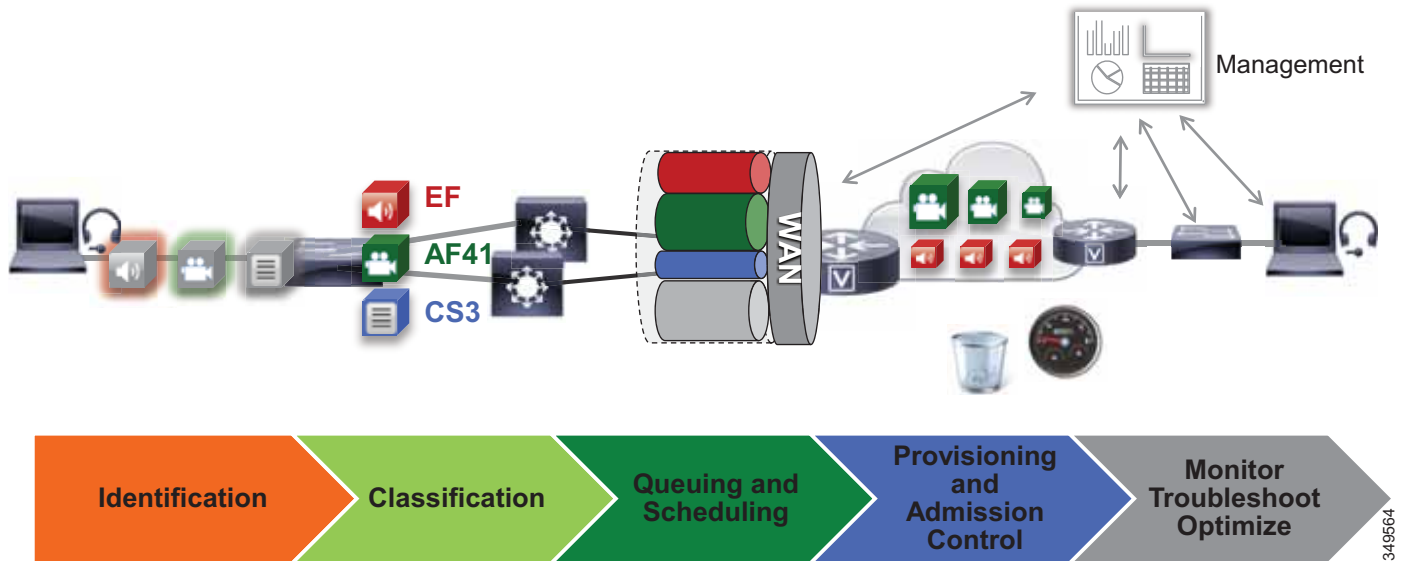 Management
EF
AF41
CS3
WAN
V
V
Identification
Classification
Queuing and
Scheduling
Provisioning
and
Admission
Control
Monitor
Troubleshoot
Optimize
349564